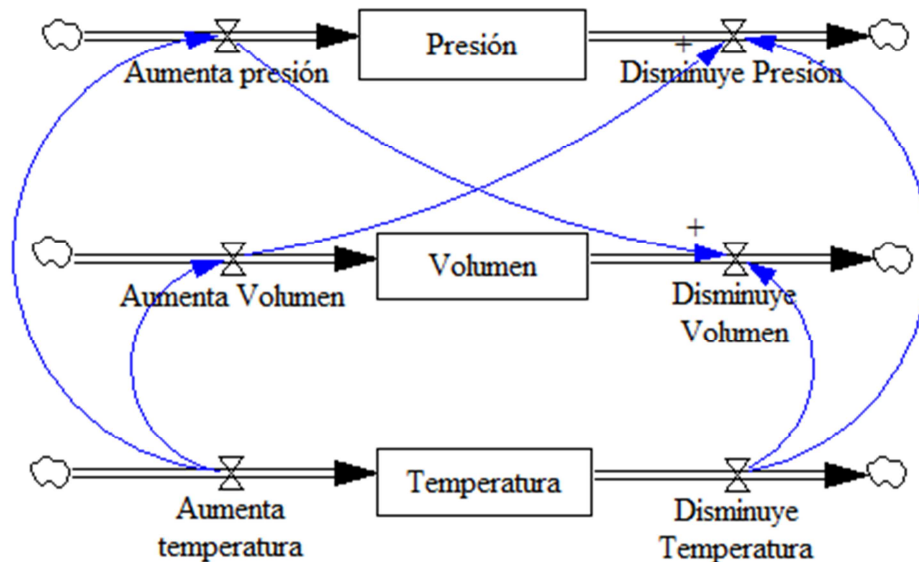 Presión
+
Aumenta presión
Disminuye Presión
+
Volumen
Aumenta Volumen
Disminuye
Volumen
Temperatura
Aumenta
temperatura
Disminuye
Temperatura